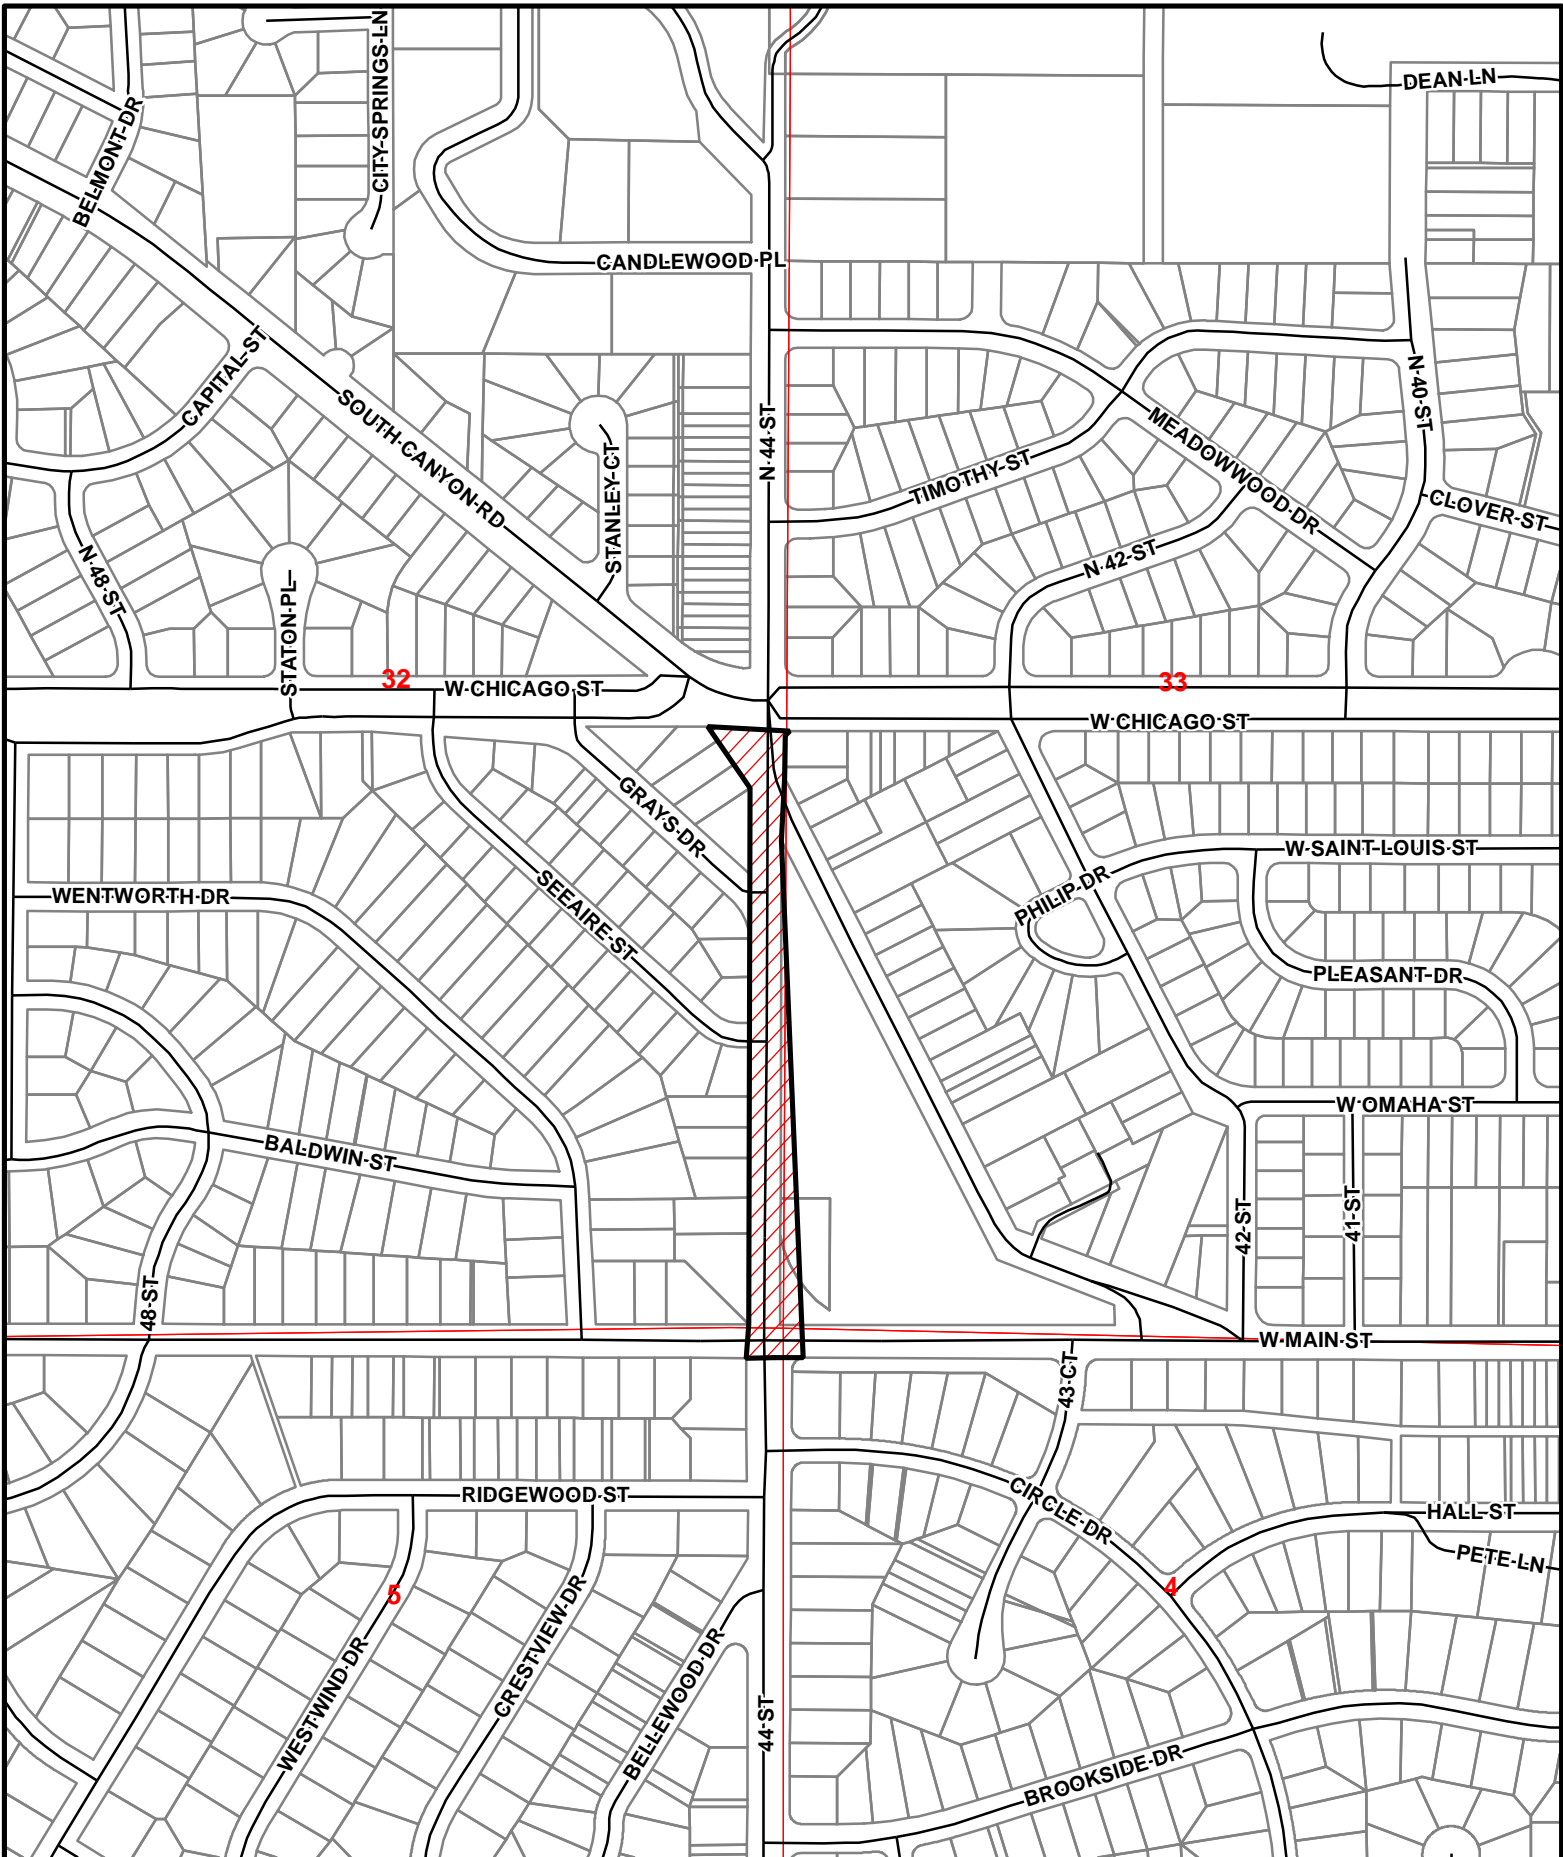 CITY SPRINGS LN
DEAN LN
BELMONT DR
CANDLEWOOD PL
CAPITAL ST
SOUTH CANYON RD
STANLEY CT
N 44 ST
TIMOTHY ST
MEADOWWOOD DR
N 40 ST
CLOVER ST
N 42 ST
N 48 ST
STATON PL
32
W CHICAGO ST
33
W CHICAGO ST
GRAYS DR
SEEAIRE ST
W SAINT LOUIS ST
PHILIP DR
WENTWORTH DR
PLEASANT DR
W OMAHA ST
BALDWIN ST
42 ST
41 ST
48 ST
W MAIN ST
43 CT
RIDGEWOOD ST
CIRCLE DR
HALL ST
PETE LN
5
4
WESTWIND DR
CRESTVIEW DR
BELLEWOOD DR
44 ST
BROOKSIDE DR